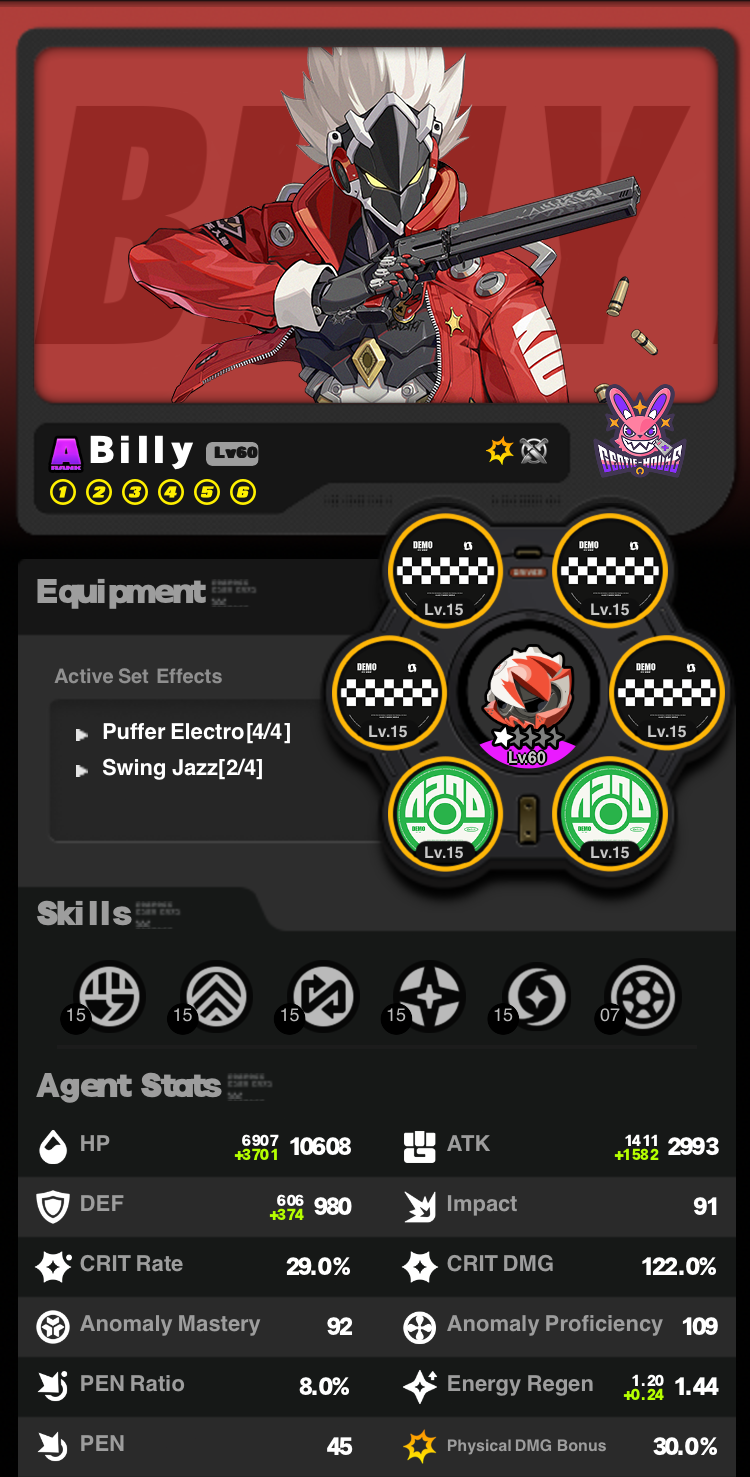 BILLY
KIU
A Billy Lv60
RANK
1 2 3 4 5 6
GENTLE-HOUSE
Equipment
DEMO
Lv.15
DEMO
Lv.15
Active Set Effects
Puffer Electro[4/4]
Swing Jazz[2/4]
DEMO
Lv.15
Lv.60
DEMO
Lv.15
DEMO
Lv.15
DEMO
Lv.15
Skills
15 15 15 15 15 07
Agent Stats
HP 6907 +3701 10608
ATK 1411 +1582 2993
DEF 606 +374 980
Impact 91
CRIT Rate 29.0%
CRIT DMG 122.0%
Anomaly Mastery 92
Anomaly Proficiency 109
PEN Ratio 8.0%
Energy Regen 1.20 +0.24 1.44
PEN 45
Physical DMG Bonus 30.0%